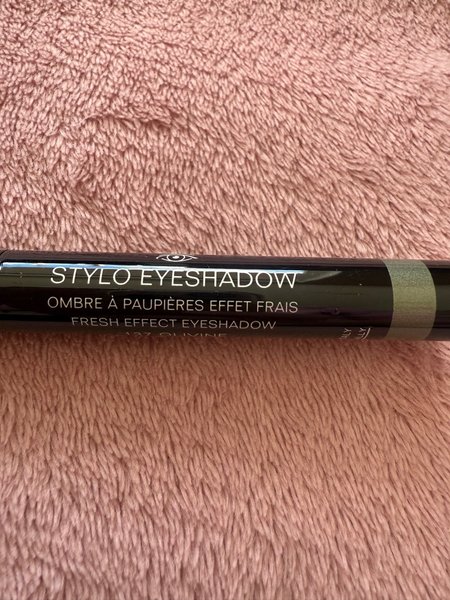 STYLO EYESHADOW
OMBRE À PAUPIÈRES EFFET FRAIS
FRESH EFFECT EYESHADOW